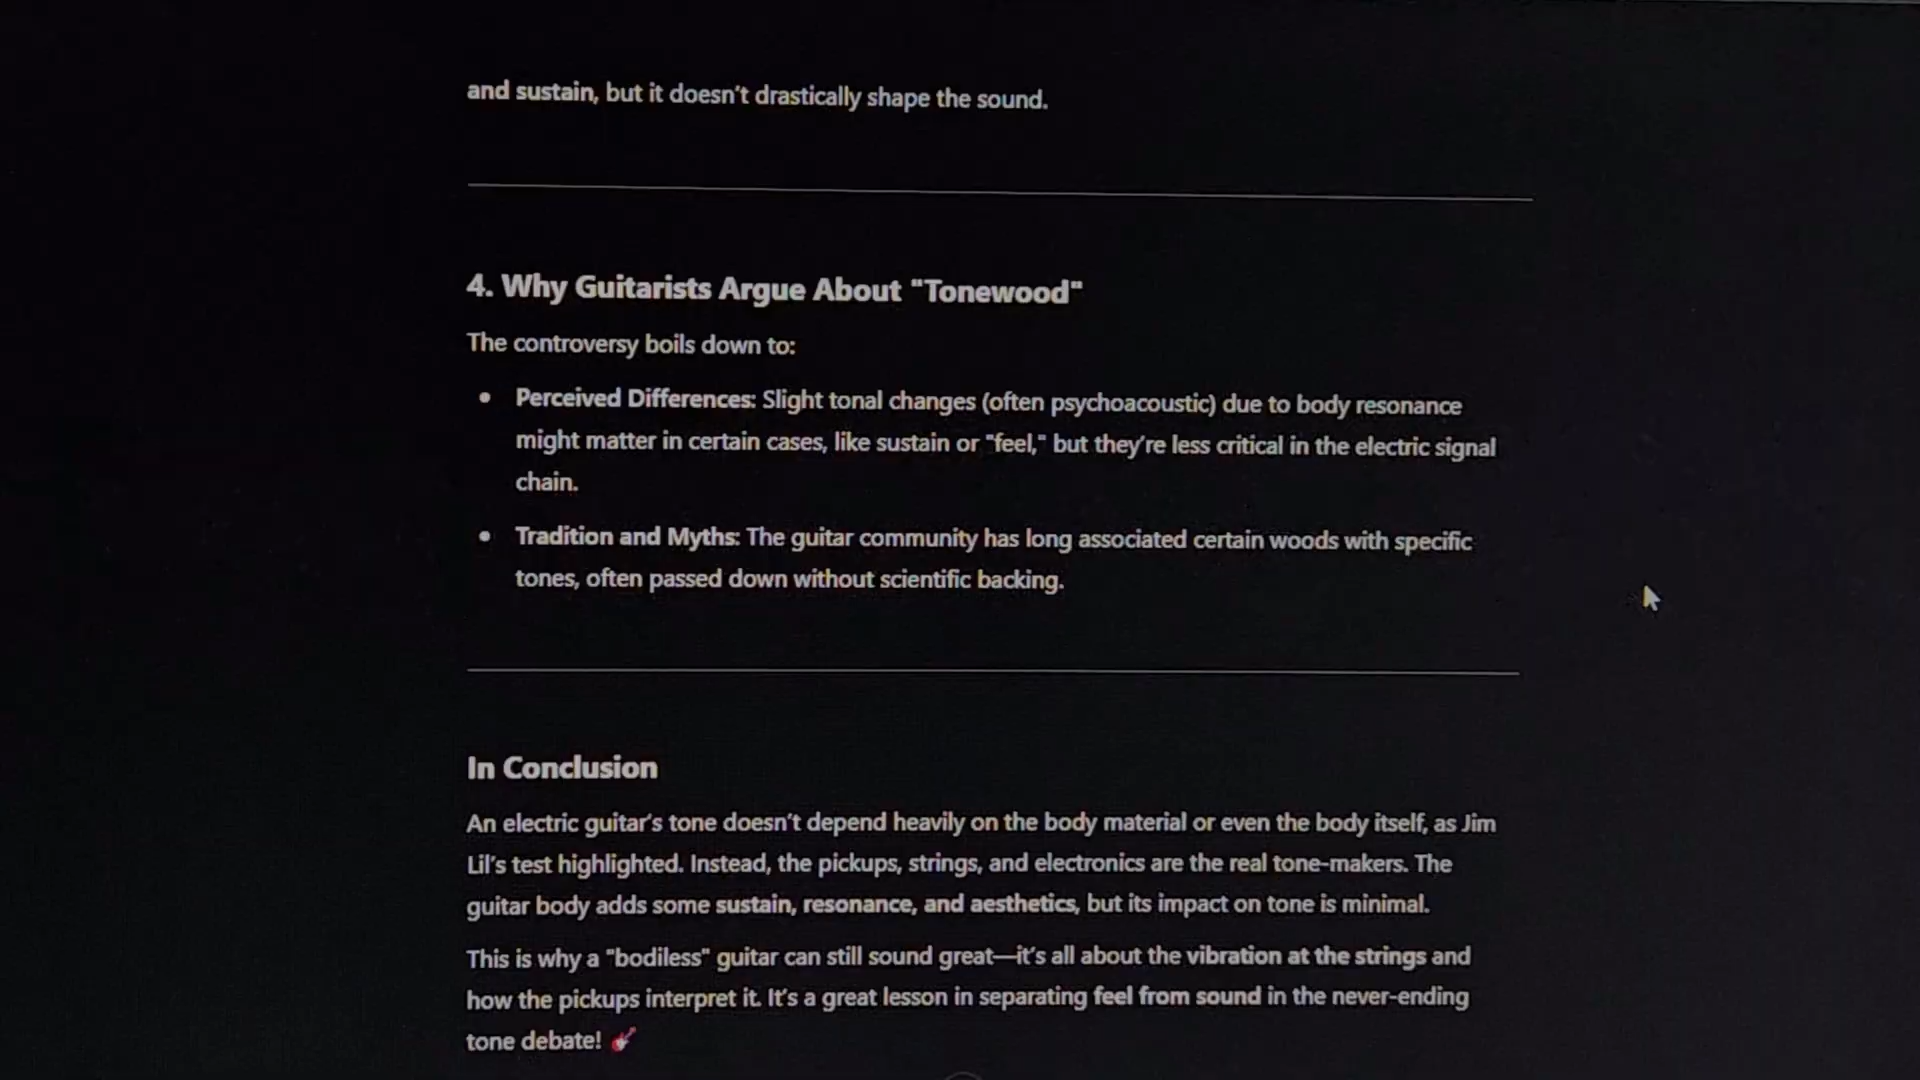 and sustain, but it doesn't drastically shape the sound.
4. Why Guitarists Argue About "Tonewood"
The controversy boils down to:
• Perceived Differences: Slight tonal changes (often psychoacoustic) due to body resonance
might matter in certain cases, like sustain or "feel," but they're less critical in the electric signal
chain.
• Tradition and Myths: The guitar community has long associated certain woods with specific
tones, often passed down without scientific backing.
In Conclusion
An electric guitar's tone doesn't depend heavily on the body material or even the body itself, as Jim
Lil's test highlighted. Instead, the pickups, strings, and electronics are the real tone-makers. The
guitar body adds some sustain, resonance, and aesthetics, but its impact on tone is minimal.
This is why a "bodiless" guitar can still sound great—it's all about the vibration at the strings and
how the pickups interpret it. It's a great lesson in separating feel from sound in the never-ending
tone debate! 🎸